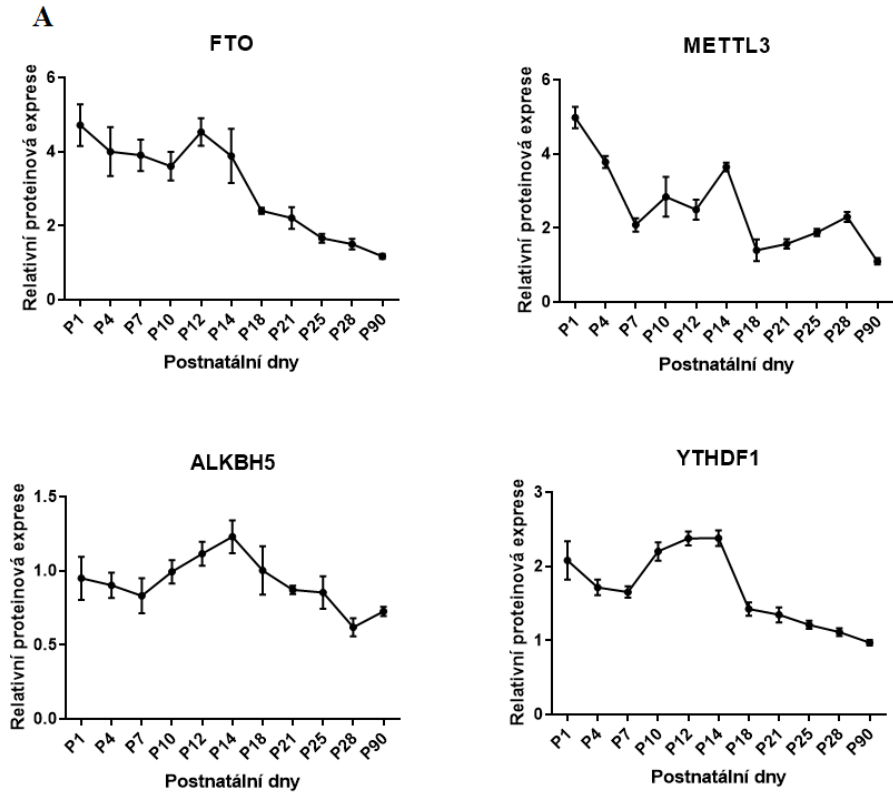 A
FTO
Relativní proteinová exprese
6
4
2
0
P1 P4 P7 P10 P12 P14 P18 P21 P25 P28 P90
Postnatální dny
METTL3
Relativní proteinová exprese
6
4
2
0
P1 P4 P7 P10 P12 P14 P18 P21 P25 P28 P90
Postnatální dny
ALKBH5
Relativní proteinová exprese
1.5
1.0
0.5
0.0
P1 P4 P7 P10 P12 P14 P18 P21 P25 P28 P90
Postnatální dny
YTHDF1
Relativní proteinová exprese
3
2
1
0
P1 P4 P7 P10 P12 P14 P18 P21 P25 P28 P90
Postnatální dny